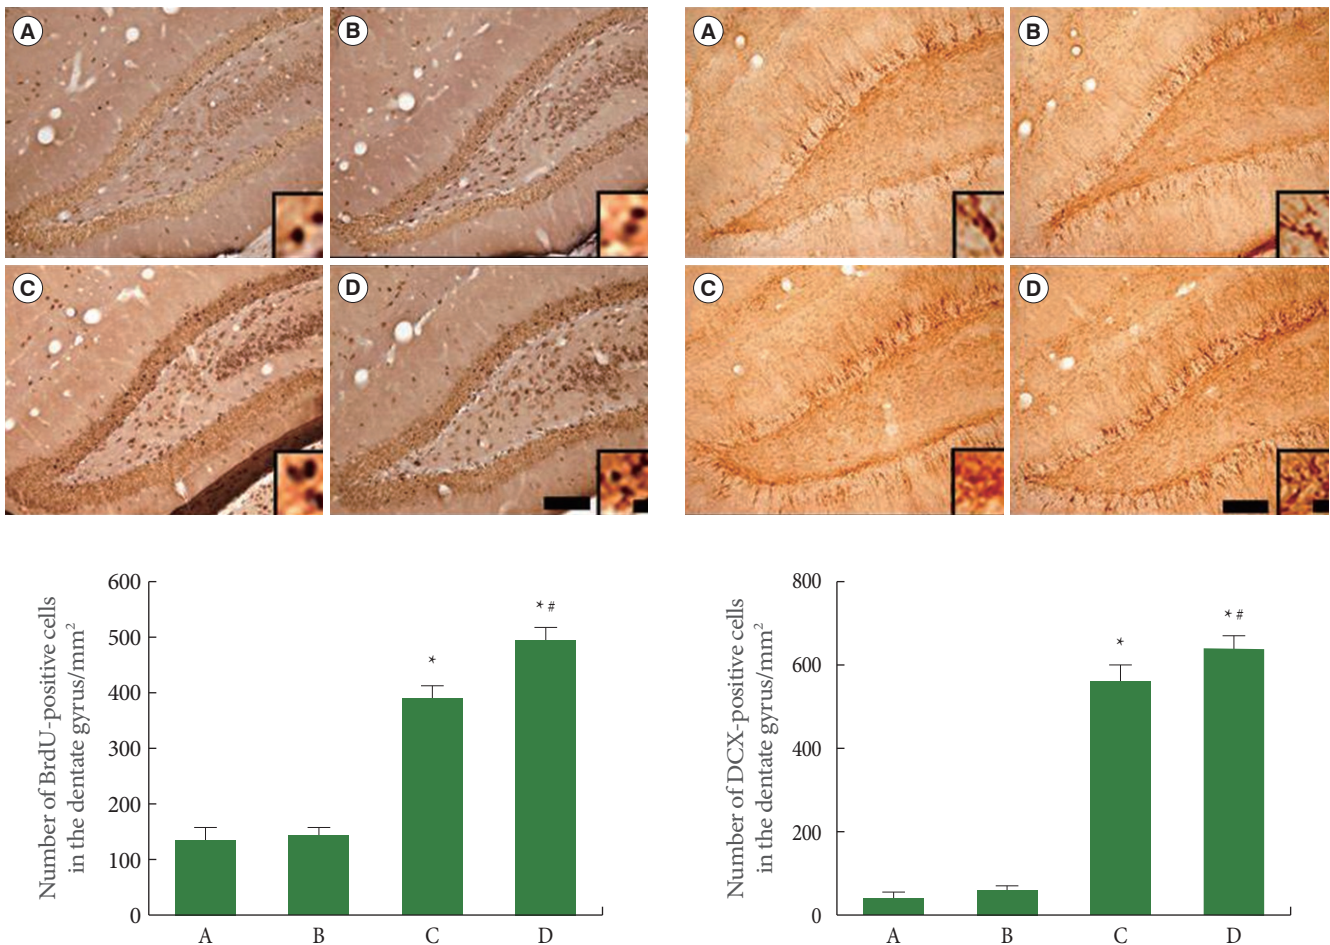 A
B
C
D
A
B
C
D
Number of BrdU-positive cells
in the dentate gyrus/mm²
600
500
400
300
200
100
0
*
* #
A B C D
Number of DCX-positive cells
in the dentate gyrus/mm²
800
600
400
200
0
*
* #
A B C D